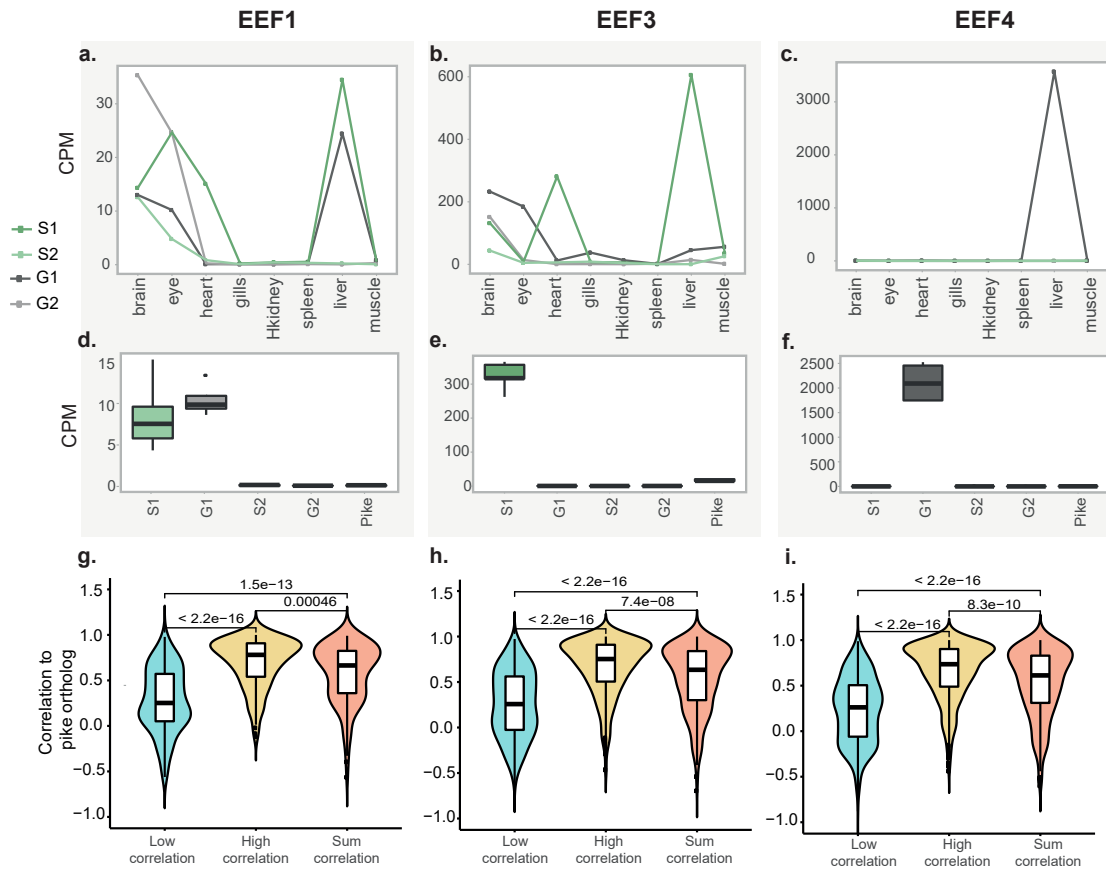 EEF1 EEF3 EEF4
a. b. c.
CPM
30
20
10
0
600
400
200
0
3000
2000
1000
0
S1
S2
G1
G2
brain eye heart gills Hkidney spleen liver muscle
brain eye heart gills Hkidney spleen liver muscle
brain eye heart gills Hkidney spleen liver muscle
d. e. f.
CPM
15
10
5
0
300
200
100
0
2500
2000
1500
1000
500
0
S1 G1 S2 G2 Pike
S1 G1 S2 G2 Pike
S1 G1 S2 G2 Pike
g. h. i.
Correlation to
pike ortholog
1.5
1.0
0.5
0.0
−0.5
−1.0
1.5e−13
0.00046
< 2.2e−16
Low
correlation
High
correlation
Sum
correlation
1.5
1.0
0.5
0.0
−0.5
−1.0
< 2.2e−16
7.4e−08
< 2.2e−16
Low
correlation
High
correlation
Sum
correlation
1.5
1.0
0.5
0.0
−0.5
−1.0
< 2.2e−16
8.3e−10
< 2.2e−16
Low
correlation
High
correlation
Sum
correlation